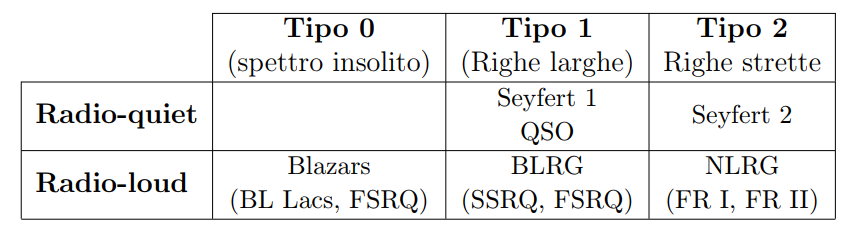 Tipo 0 Tipo 1 Tipo 2
(spettro insolito) (Righe larghe) Righe strette
Radio-quiet Seyfert 1 Seyfert 2
QSO
Radio-loud Blazars BLRG NLRG
(BL Lacs, FSRQ) (SSRQ, FSRQ) (FR I, FR II)